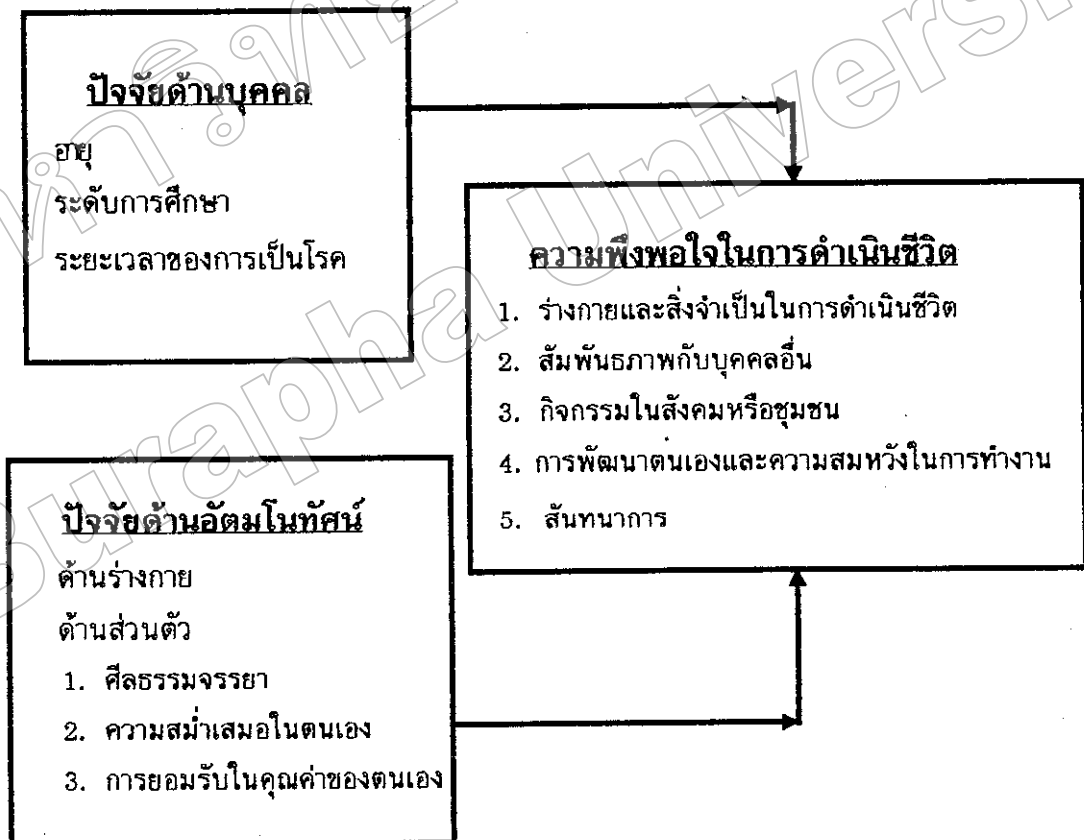 ปัจจัยด้านบุคคล
อายุ
ระดับการศึกษา
ระยะเวลาของการเป็นโรค
ความพึงพอใจในการดำเนินชีวิต
1. ร่างกายและสิ่งจำเป็นในการดำเนินชีวิต
2. สัมพันธภาพกับบุคคลอื่น
3. กิจกรรมในสังคมหรือชุมชน
4. การพัฒนาตนเองและความสมหวังในการทำงาน
5. สันทนาการ
ปัจจัยด้านอัตมโนทัศน์
ด้านร่างกาย
ด้านส่วนตัว
1. ศีลธรรมจรรยา
2. ความสม่ำเสมอในตนเอง
3. การยอมรับในคุณค่าของตนเอง
Burapha Universi